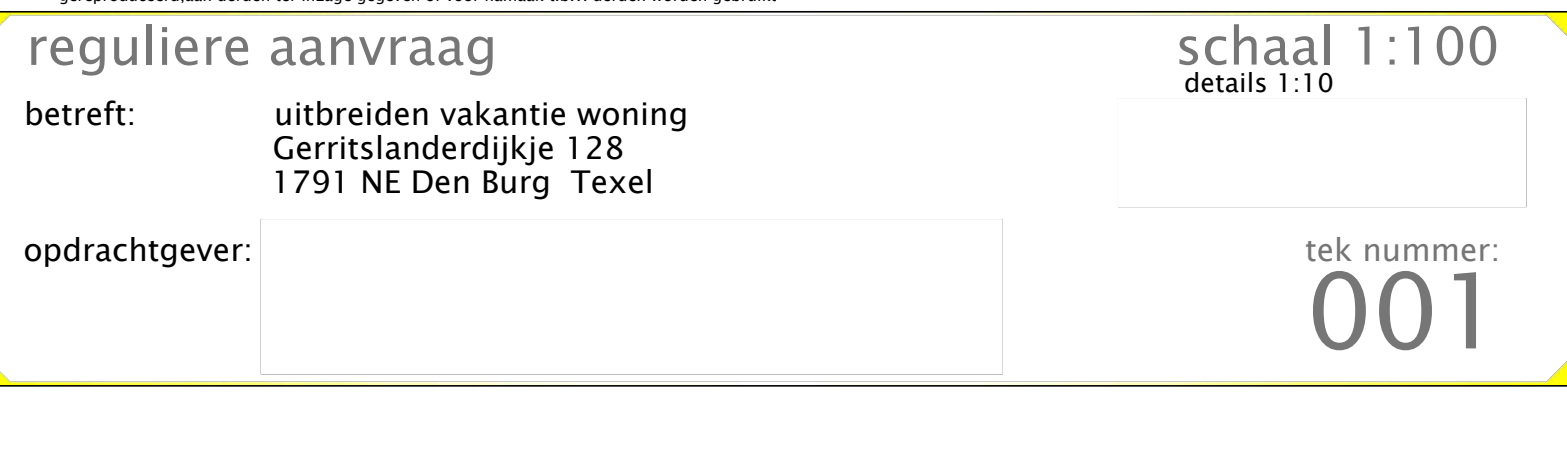 reguliere aanvraag
schaal 1:100
details 1:10
betreft: uitbreiden vakantie woning
Gerritslanderdijkje 128
1791 NE Den Burg Texel
opdrachtgever:
tek nummer:
001